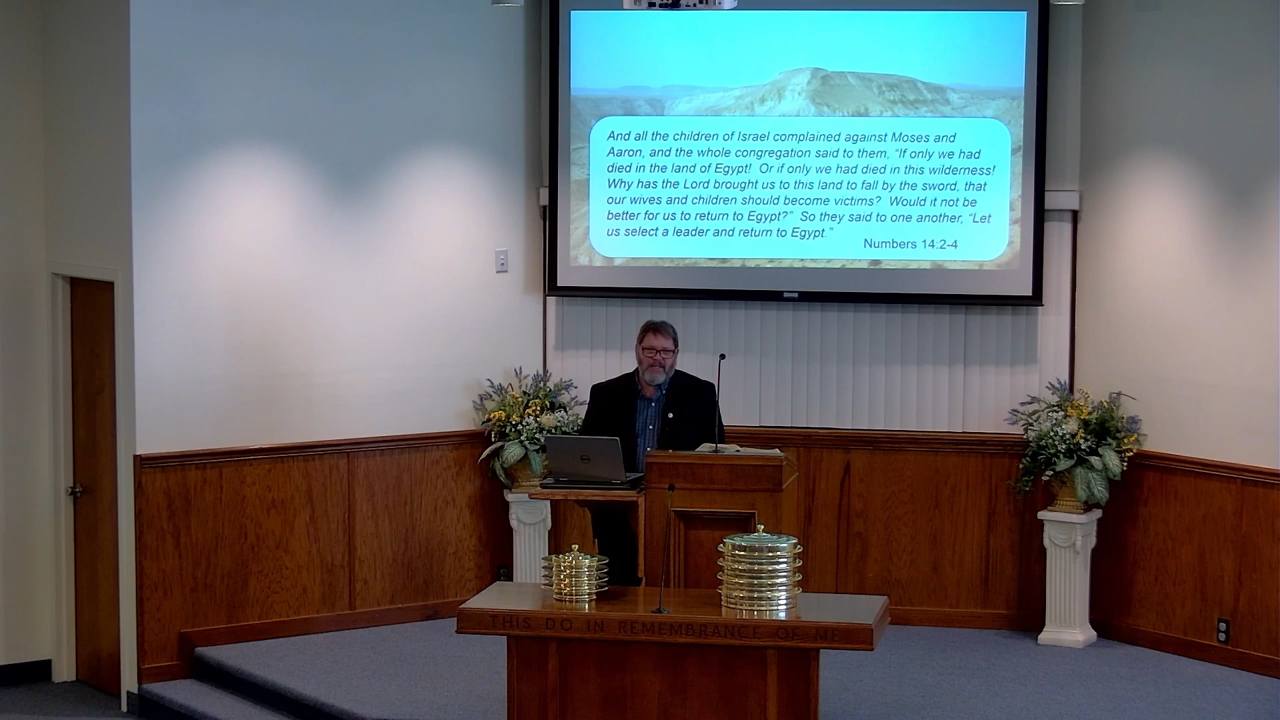 And all the children of Israel complained against Moses and
Aaron, and the whole congregation said to them, “If only we had
died in the land of Egypt!  Or if only we had died in this wilderness!
Why has the Lord brought us to this land to fall by the sword, that
our wives and children should become victims?  Would it not be
better for us to return to Egypt?”  So they said to one another, “Let
us select a leader and return to Egypt.”
Numbers 14:2-4
THIS DO IN REMEMBRANCE OF ME